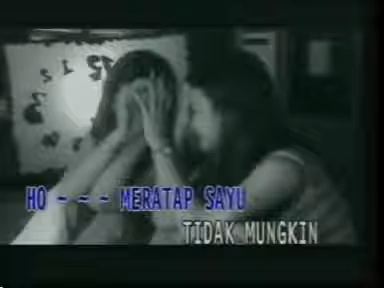 HO ~ ~ ~ MERATAP SAYU
TIDAK MUNGKIN